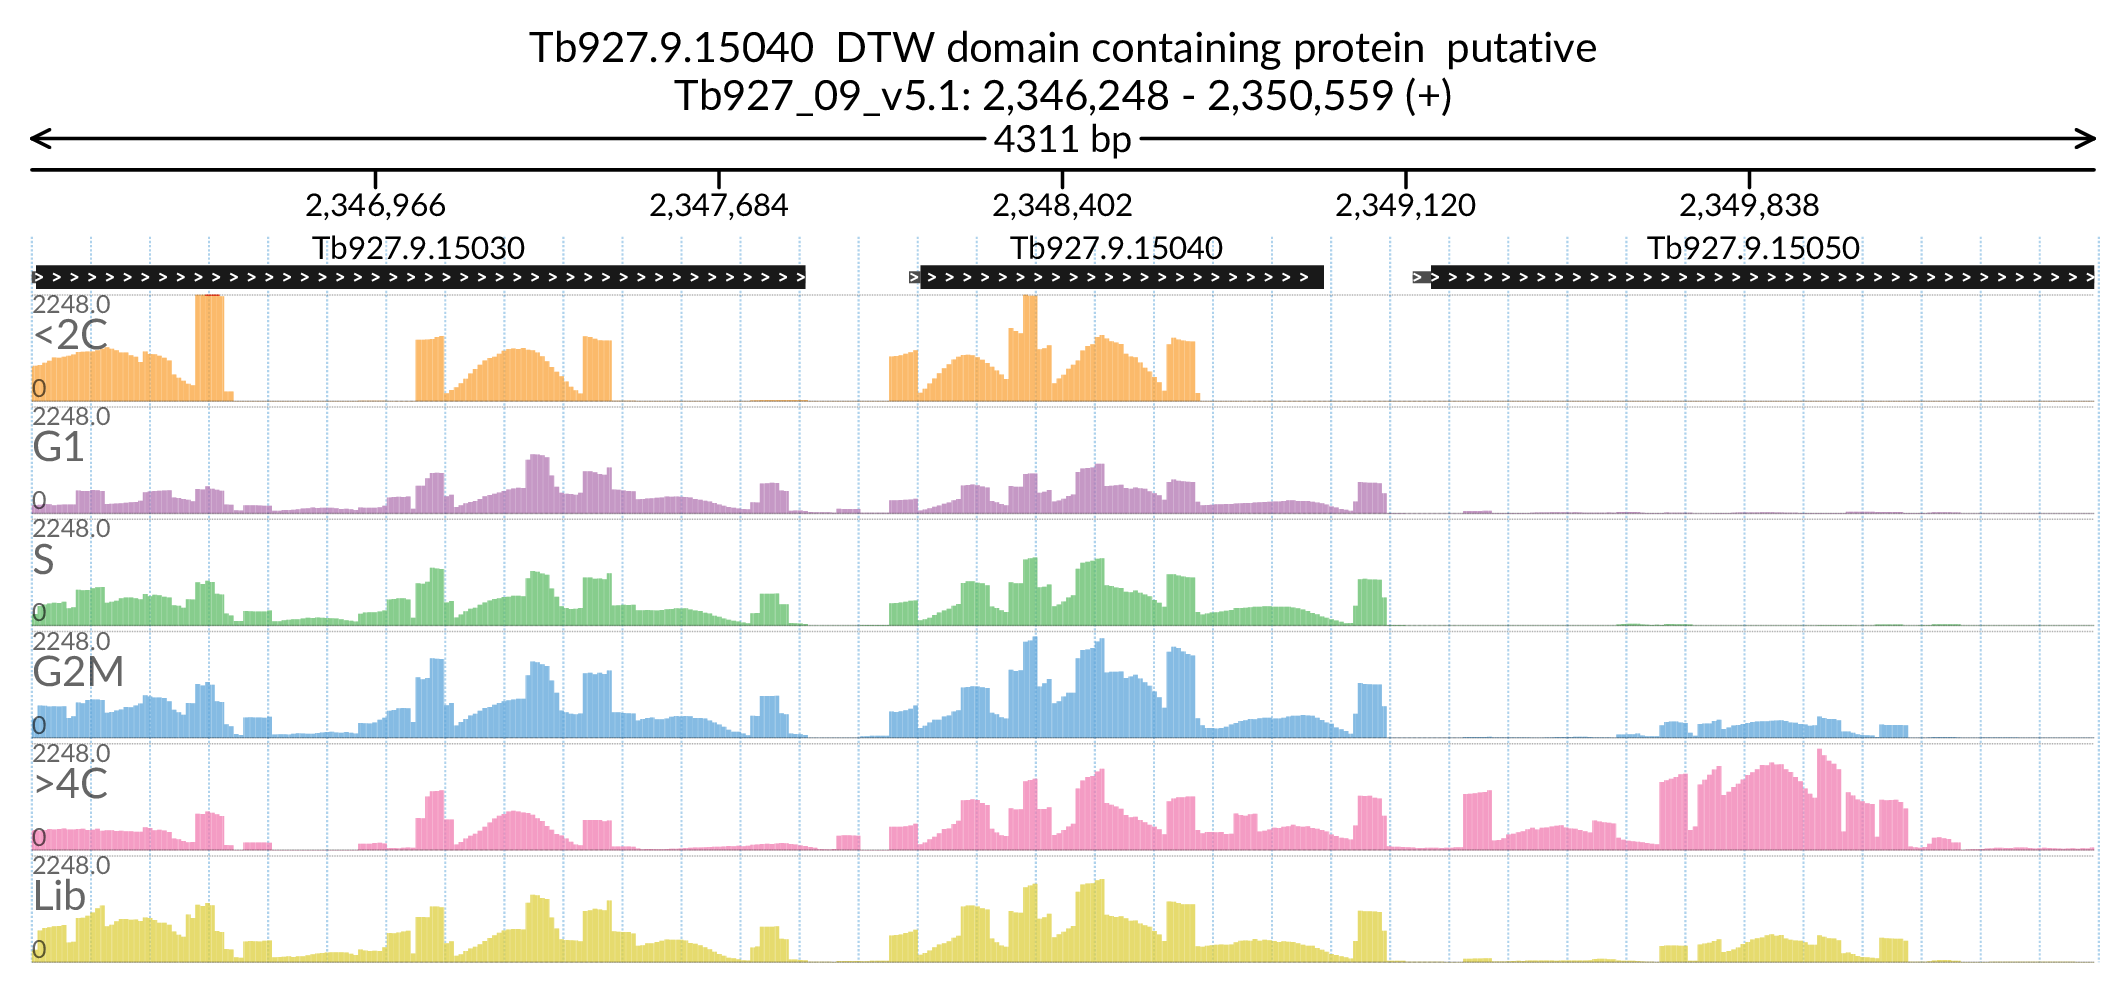 Tb927.9.15040  DTW domain containing protein  putative
Tb927_09_v5.1: 2,346,248 - 2,350,559 (+)
4311 bp
2,346,966 2,347,684 2,348,402 2,349,120 2,349,838
Tb927.9.15030 Tb927.9.15040 Tb927.9.15050
2248.0
<2C
0
2248.0
G1
0
2248.0
S
0
2248.0
G2M
0
2248.0
>4C
0
2248.0
Lib
0